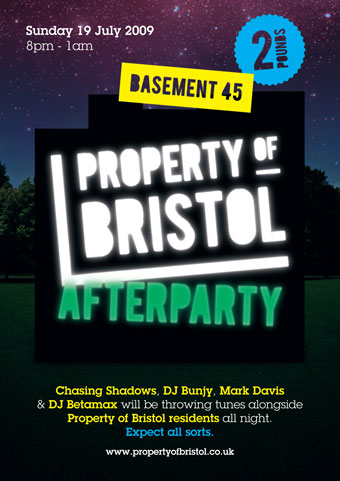 Sunday 19 July 2009
8pm - 1am
2
POUNDS
BASEMENT 45
PROPERTY OF
BRISTOL
AFTERPARTY
Chasing Shadows, DJ Bunjy, Mark Davis
& DJ Betamax will be throwing tunes alongside
Property of Bristol residents all night.
Expect all sorts.
www.propertyofbristol.co.uk